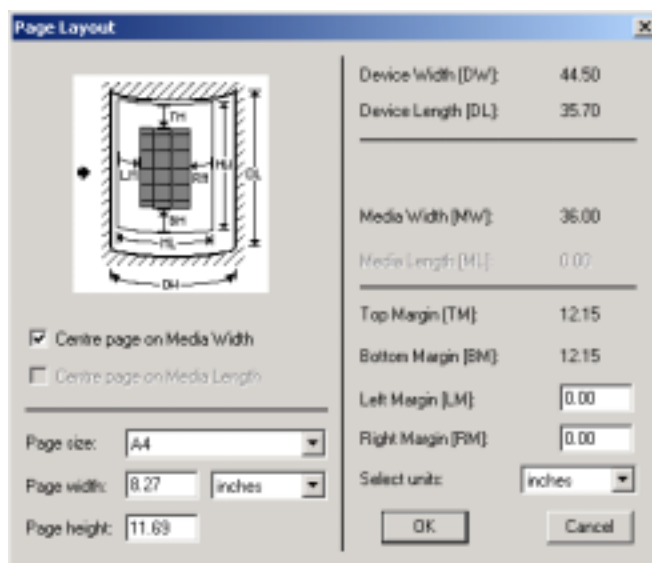 Page Layout
TM
LM
RM
MW
DL
BM
ML
DW
Centre page on Media Width
Centre page on Media Length
Page size: A4
Page width: 8.27 inches
Page height: 11.69
Device Width [DW]: 44.50
Device Length [DL]: 35.70
Media Width [MW]: 36.00
Media Length [ML]: 0.00
Top Margin [TM]: 12.15
Bottom Margin [BM]: 12.15
Left Margin [LM]: 0.00
Right Margin [RM]: 0.00
Select units: inches
OK
Cancel